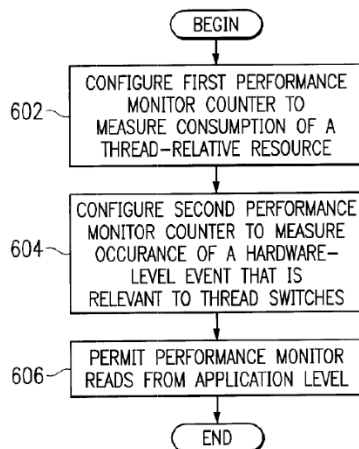 BEGIN
602
CONFIGURE FIRST PERFORMANCE
MONITOR COUNTER TO
MEASURE CONSUMPTION OF A
THREAD-RELATIVE RESOURCE
604
CONFIGURE SECOND PERFORMANCE
MONITOR COUNTER TO MEASURE
OCCURANCE OF A HARDWARE-
LEVEL EVENT THAT IS
RELEVANT TO THREAD SWITCHES
606
PERMIT PERFORMANCE MONITOR
READS FROM APPLICATION LEVEL
END